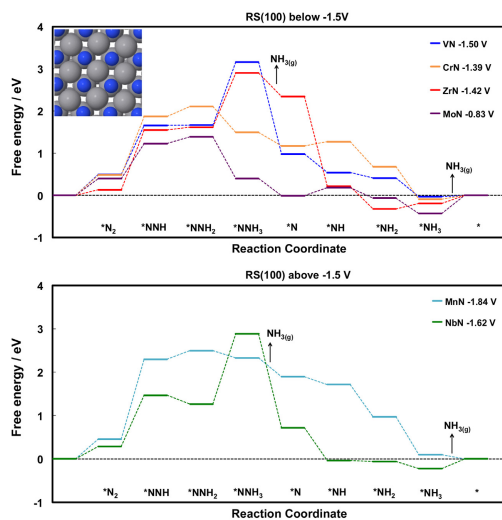 RS(100) below -1.5V
Free energy / eV
4
3
2
1
0
-1
NH3(g)
VN -1.50 V
CrN -1.39 V
ZrN -1.42 V
MoN -0.83 V
NH3(g)
*N2 *NNH *NNH2 *NNH3 *N *NH *NH2 *NH3 *
Reaction Coordinate
RS(100) above -1.5 V
Free energy / eV
4
3
2
1
0
-1
MnN -1.84 V
NbN -1.62 V
NH3(g)
NH3(g)
*N2 *NNH *NNH2 *NNH3 *N *NH *NH2 *NH3 *
Reaction Coordinate